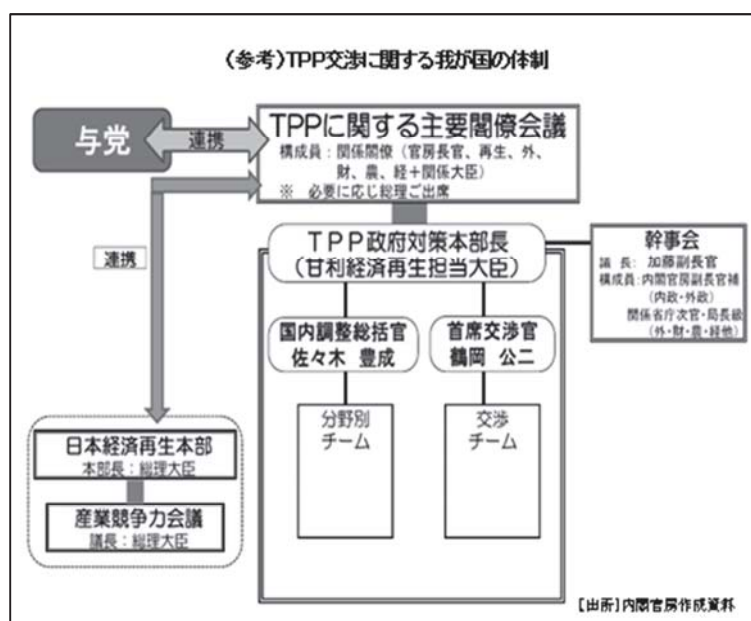 （参考）TPP交渉に関する我が国の体制
与党
連携
TPPに関する主要閣僚会議
構成員：関係閣僚（官房長官、再生、外、
財、農、経＋関係大臣）
※ 必要に応じ総理ご出席
連携
TPP政府対策本部長
（甘利経済再生担当大臣）
幹事会
議 長： 加藤副長官
構成員：内閣官房副長官補
（内政・外政）
関係省庁次官・局長級
（外・財・農・経他）
国内調整総括官
佐々木 豊成
首席交渉官
鶴岡 公二
分野別
チーム
交渉
チーム
日本経済再生本部
本部長：総理大臣
産業競争力会議
議長：総理大臣
［出所］内閣官房作成資料